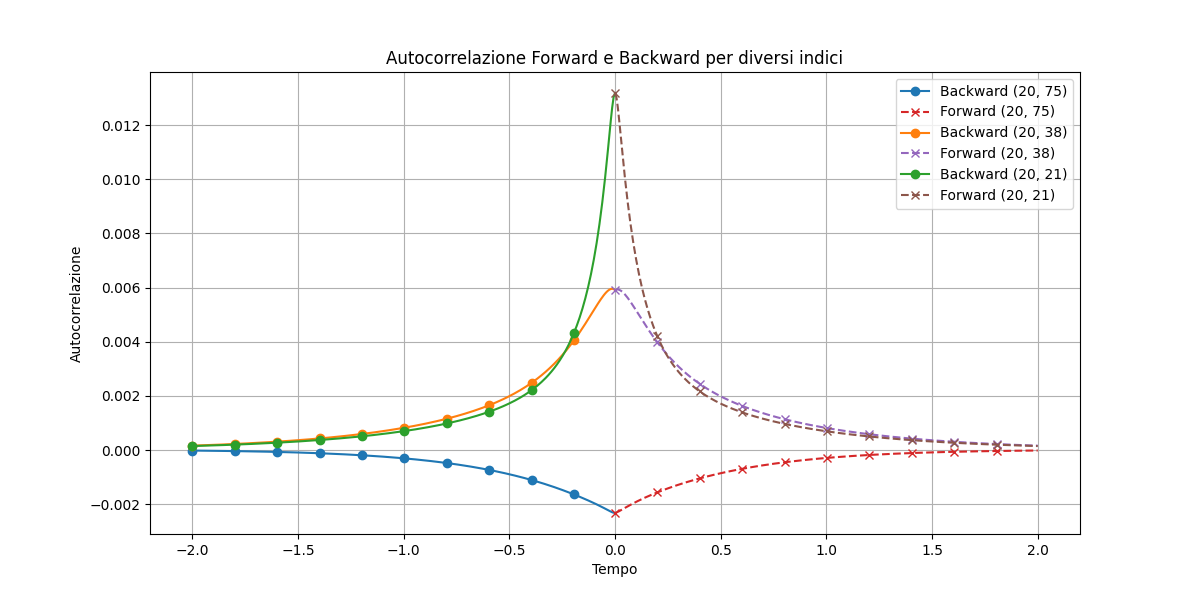 Autocorrelazione Forward e Backward per diversi indici
Backward (20, 75)
Forward (20, 75)
Backward (20, 38)
Forward (20, 38)
Backward (20, 21)
Forward (20, 21)
0.012
0.010
0.008
0.006
0.004
0.002
0.000
−0.002
Autocorrelazione
−2.0 −1.5 −1.0 −0.5 0.0 0.5 1.0 1.5 2.0
Tempo